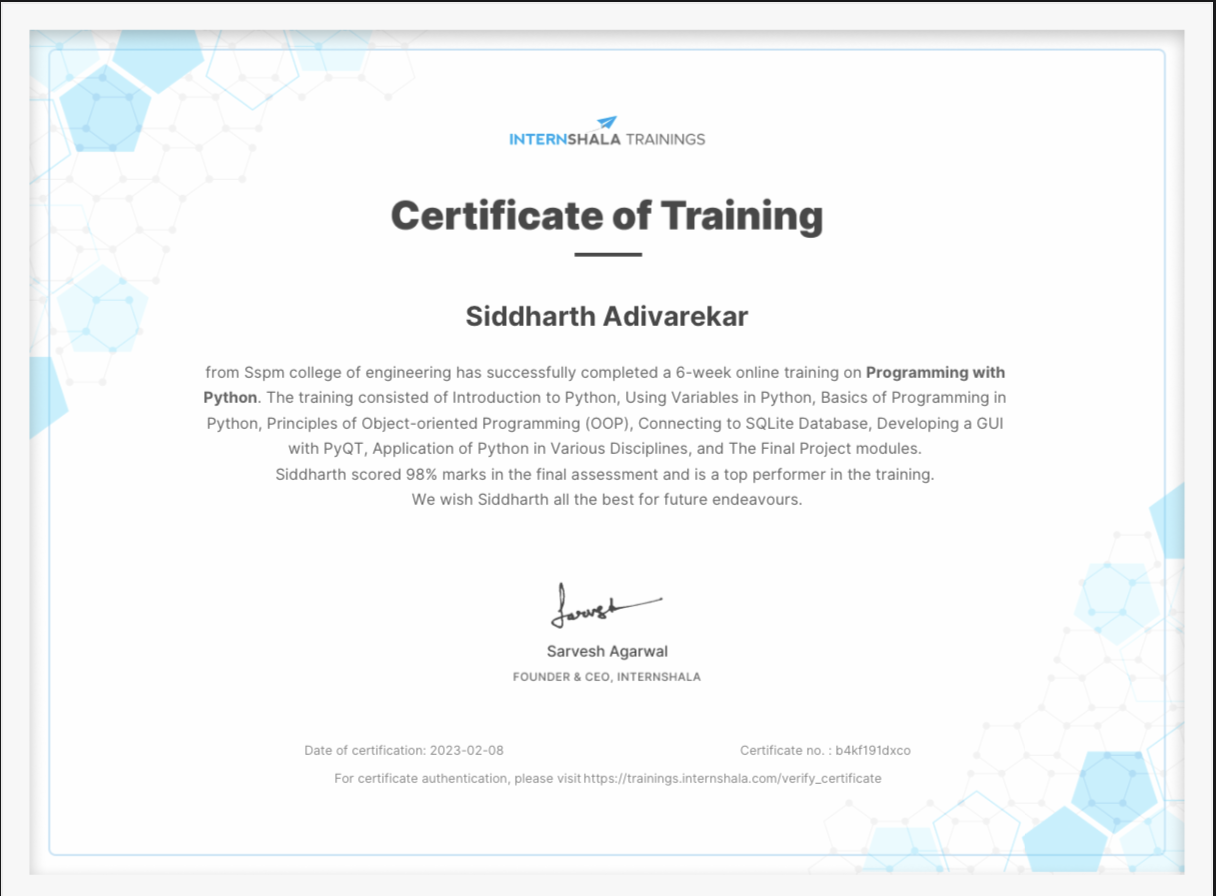 INTERNSHALA TRAININGS
Certificate of Training
Siddharth Adivarekar
from Sspm college of engineering has successfully completed a 6-week online training on Programming with
Python. The training consisted of Introduction to Python, Using Variables in Python, Basics of Programming in
Python, Principles of Object-oriented Programming (OOP), Connecting to SQLite Database, Developing a GUI
with PyQT, Application of Python in Various Disciplines, and The Final Project modules.
Siddharth scored 98% marks in the final assessment and is a top performer in the training.
We wish Siddharth all the best for future endeavours.
Sarvesh
Sarvesh Agarwal
FOUNDER & CEO, INTERNSHALA
Date of certification: 2023-02-08
Certificate no. : b4kf191dxco
For certificate authentication, please visit https://trainings.internshala.com/verify_certificate